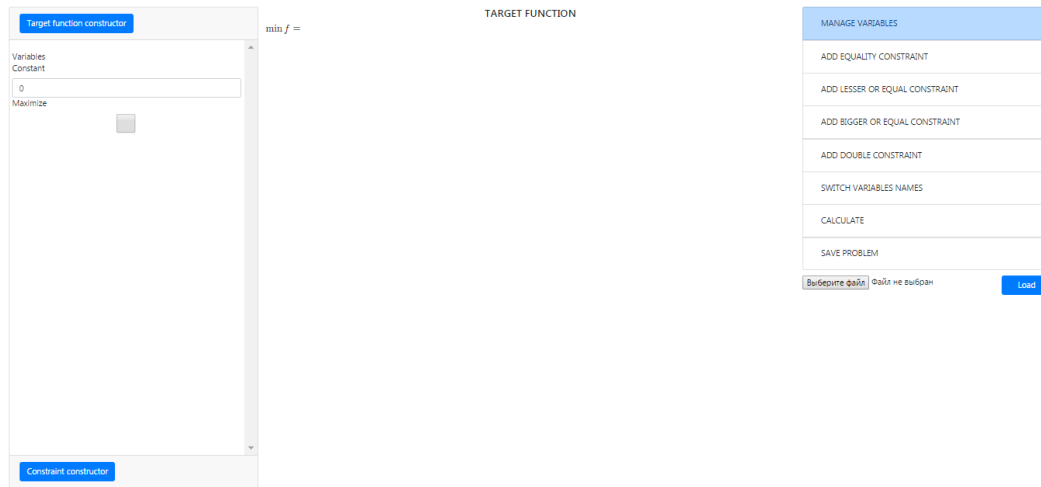 Target function constructor
Variables
Constant
0
Maximize
Constraint constructor
TARGET FUNCTION
min f =
MANAGE VARIABLES
ADD EQUALITY CONSTRAINT
ADD LESSER OR EQUAL CONSTRAINT
ADD BIGGER OR EQUAL CONSTRAINT
ADD DOUBLE CONSTRAINT
SWITCH VARIABLES NAMES
CALCULATE
SAVE PROBLEM
Выберите файл Файл не выбран
Load